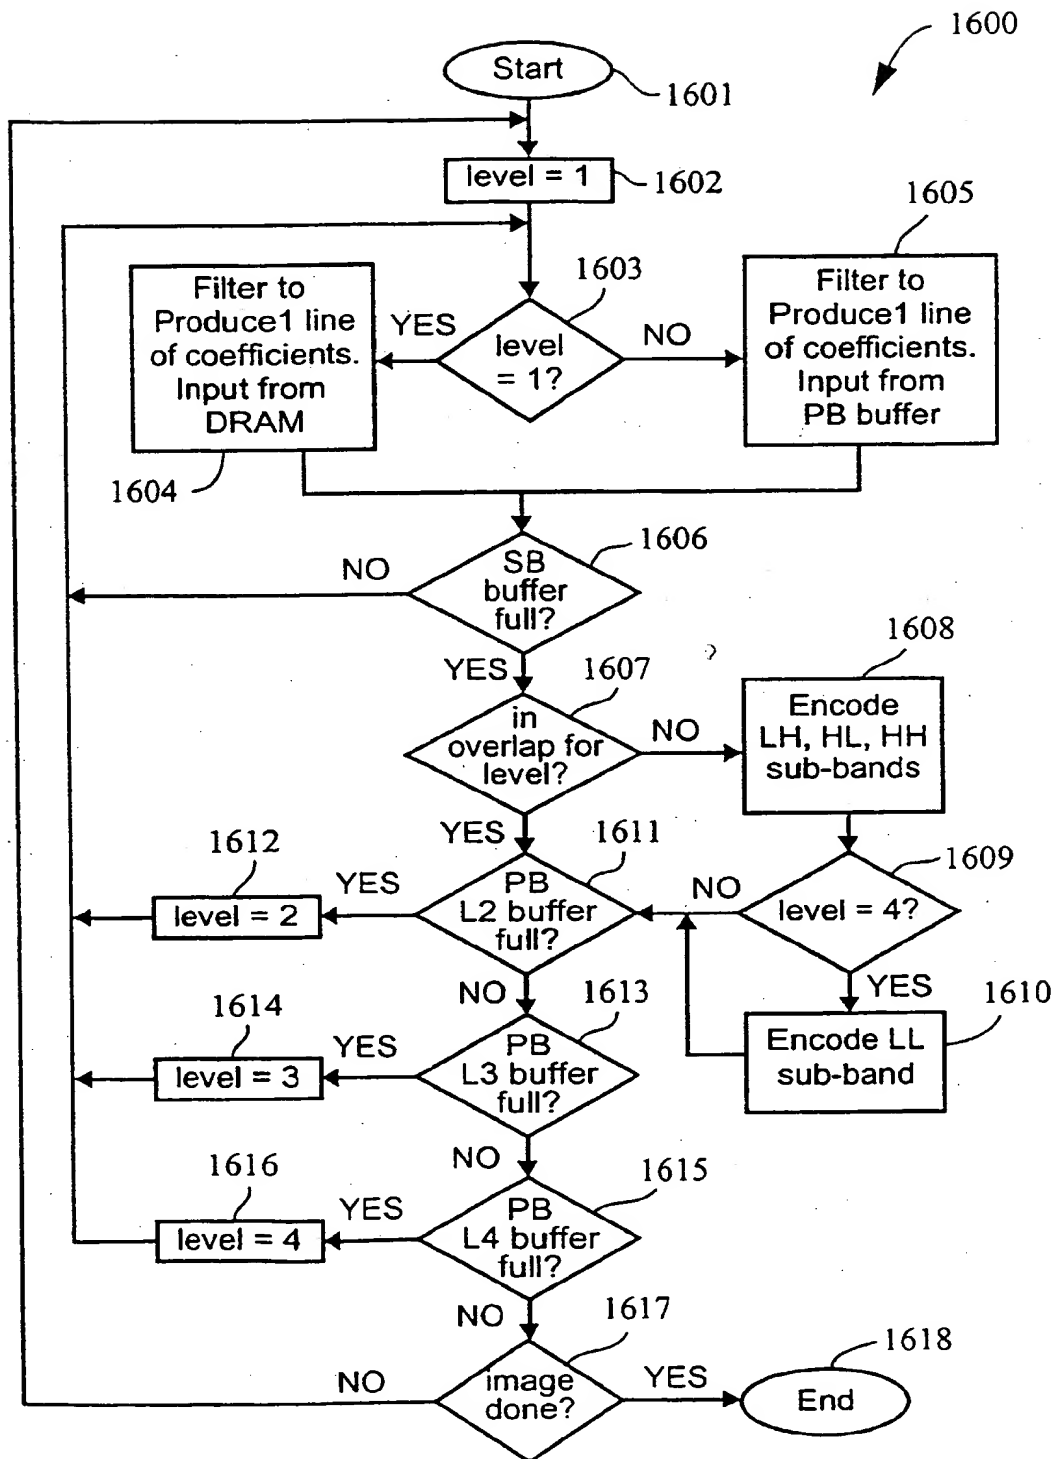 1600
Start
1601
level = 1
1602
1605
1603
Filter to
Produce1 line
of coefficients.
Input from
DRAM
YES
level
= 1?
NO
Filter to
Produce1 line
of coefficients.
Input from
PB buffer
1604
1606
NO
SB
buffer
full?
YES
1607
1608
in
overlap for
level?
NO
Encode
LH, HL, HH
sub-bands
YES
1611
1612
1609
YES
level = 2
PB
L2 buffer
full?
NO
level = 4?
NO
1613
YES
1610
1614
YES
level = 3
PB
L3 buffer
full?
Encode LL
sub-band
NO
1615
1616
YES
level = 4
PB
L4 buffer
full?
NO
1617
1618
NO
image
done?
YES
End